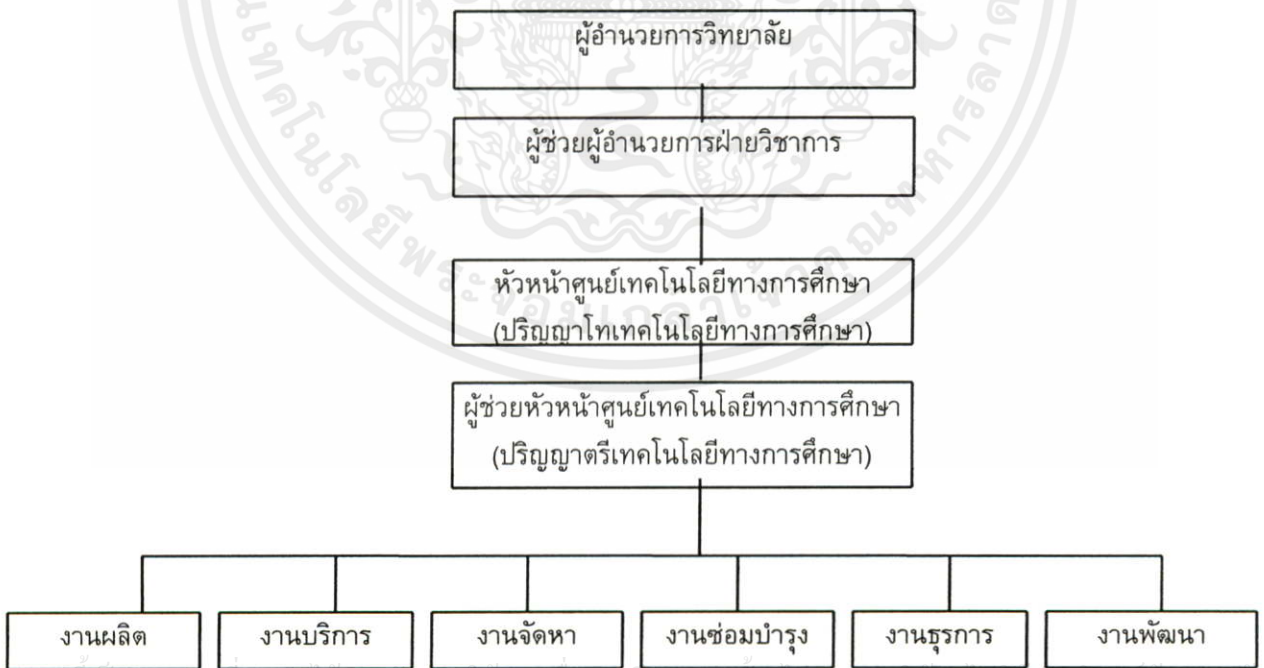 ผู้อำนวยการวิทยาลัย
ผู้ช่วยผู้อำนวยการฝ่ายวิชาการ
หัวหน้าศูนย์เทคโนโลยีทางการศึกษา
(ปริญญาโทเทคโนโลยีทางการศึกษา)
ผู้ช่วยหัวหน้าศูนย์เทคโนโลยีทางการศึกษา
(ปริญญาตรีเทคโนโลยีทางการศึกษา)
งานผลิต งานบริการ งานจัดหา งานซ่อมบำรุง งานธุรการ งานพัฒนา